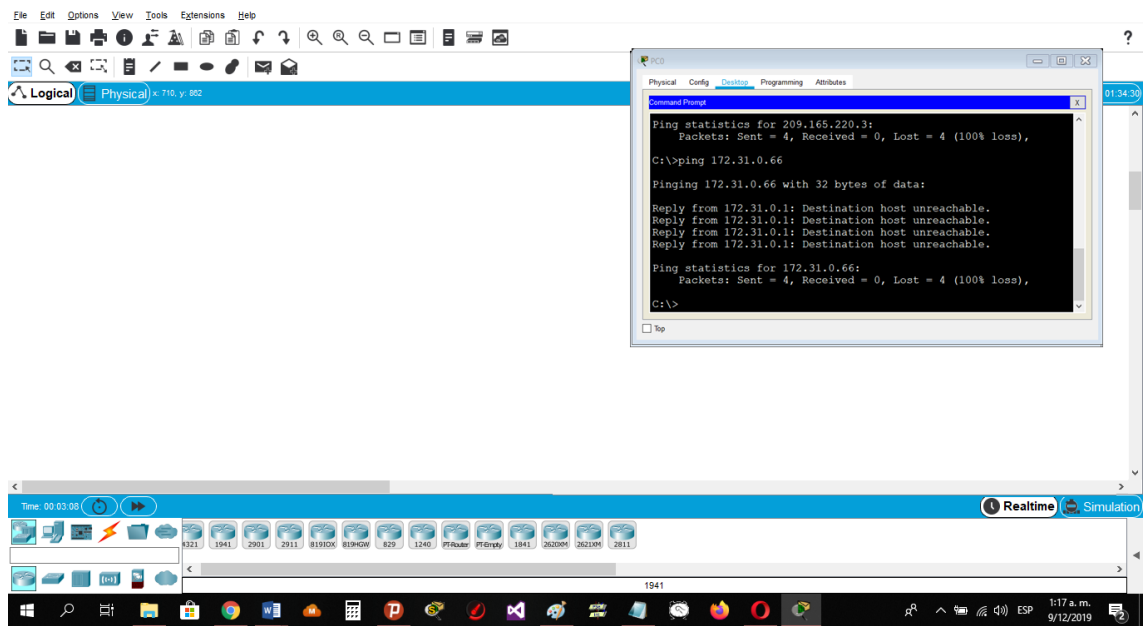 File Edit Options View Tools Extensions Help
?
PC0
Physical Config Desktop Programming Attributes
Logical Physical x: 710, y: 862 01:34:30
Command Prompt X
Ping statistics for 209.165.220.3:
Packets: Sent = 4, Received = 0, Lost = 4 (100% loss),
C:\>ping 172.31.0.66
Pinging 172.31.0.66 with 32 bytes of data:
Reply from 172.31.0.1: Destination host unreachable.
Reply from 172.31.0.1: Destination host unreachable.
Reply from 172.31.0.1: Destination host unreachable.
Reply from 172.31.0.1: Destination host unreachable.
Ping statistics for 172.31.0.66:
Packets: Sent = 4, Received = 0, Lost = 4 (100% loss),
C:\>
Top
Time: 00:03:08 Realtime Simulation
4321 1941 2901 2911 819IOX 819HGW 829 1240 PT-Router PT-Empty 1841 2620XM 2621XM 2811
1941
ESP 1:17 a. m.
9/12/2019 2